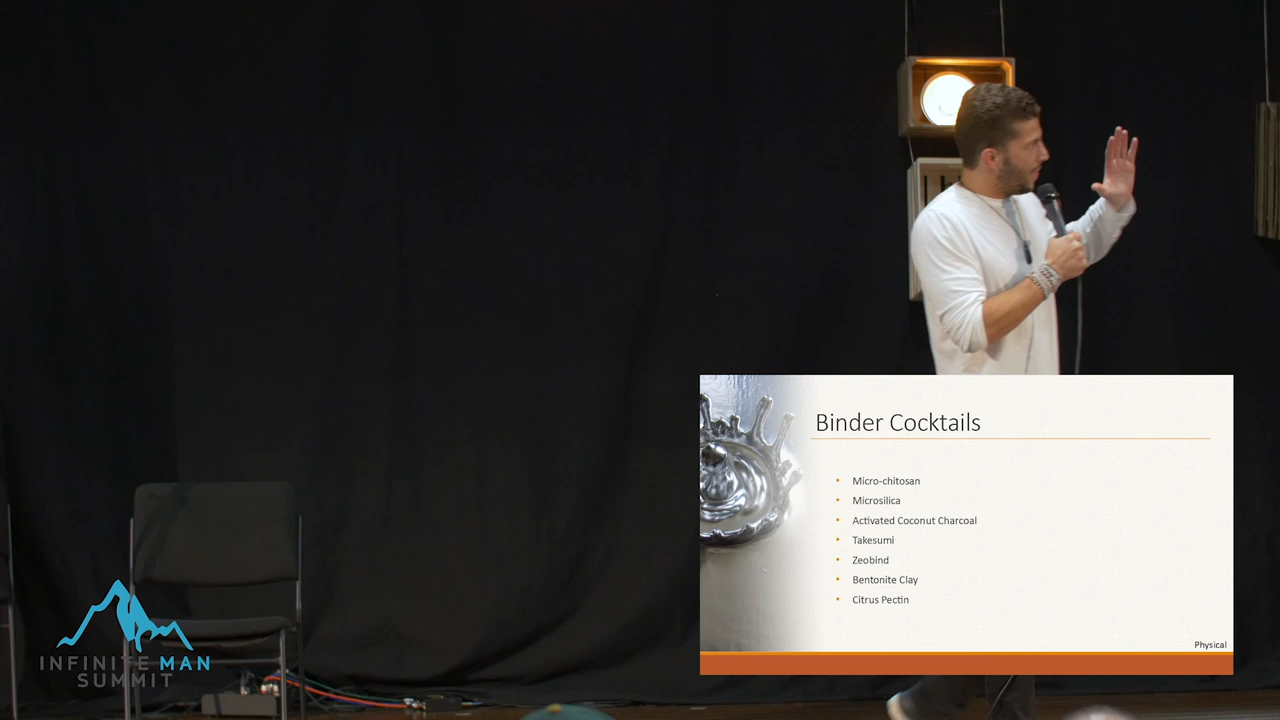 Binder Cocktails
Micro-chitosan
Microsilica
Activated Coconut Charcoal
Takesumi
Zeobind
Bentonite Clay
Citrus Pectin
Physical
INFINITE MAN
SUMMIT